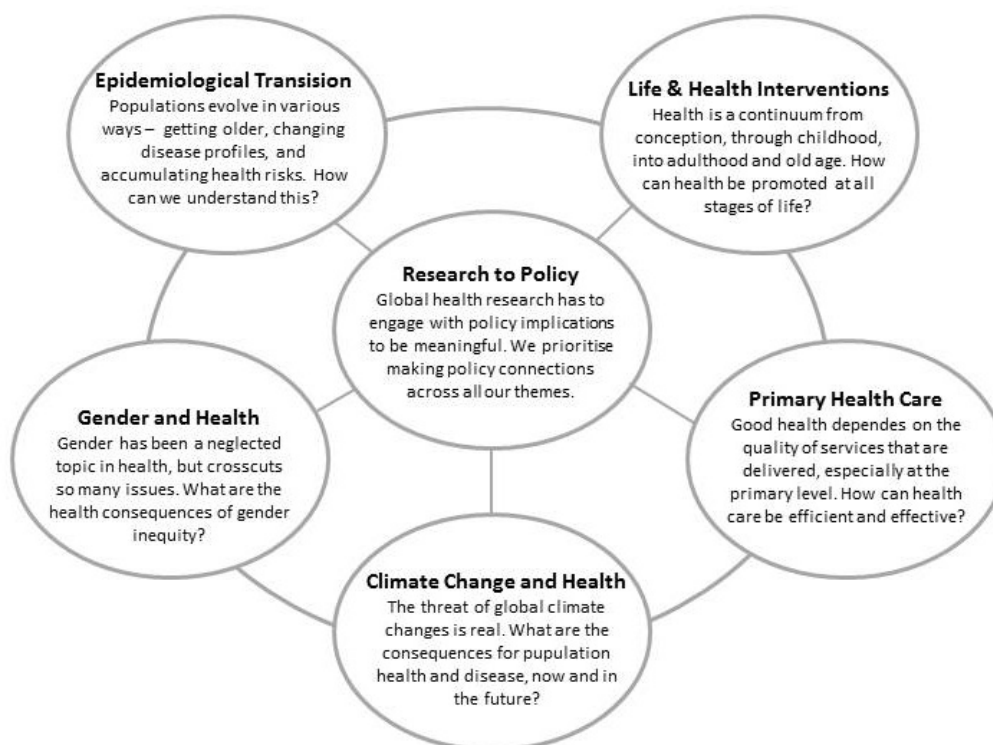 Epidemiological Transision
Populations evolve in various
ways – getting older, changing
disease profiles, and
accumulating health risks. How
can we understand this?
Life & Health Interventions
Health is a continuum from
conception, through childhood,
into adulthood and old age. How
can health be promoted at all
stages of life?
Research to Policy
Global health research has to
engage with policy implications
to be meaningful. We prioritise
making policy connections
across all our themes.
Gender and Health
Gender has been a neglected
topic in health, but crosscuts
so many issues. What are the
health consequences of gender
inequity?
Primary Health Care
Good health dependes on the
quality of services that are
delivered, especially at the
primary level. How can health
care be efficient and effective?
Climate Change and Health
The threat of global climate
changes is real. What are the
consequences for pupulation
health and disease, now and in
the future?